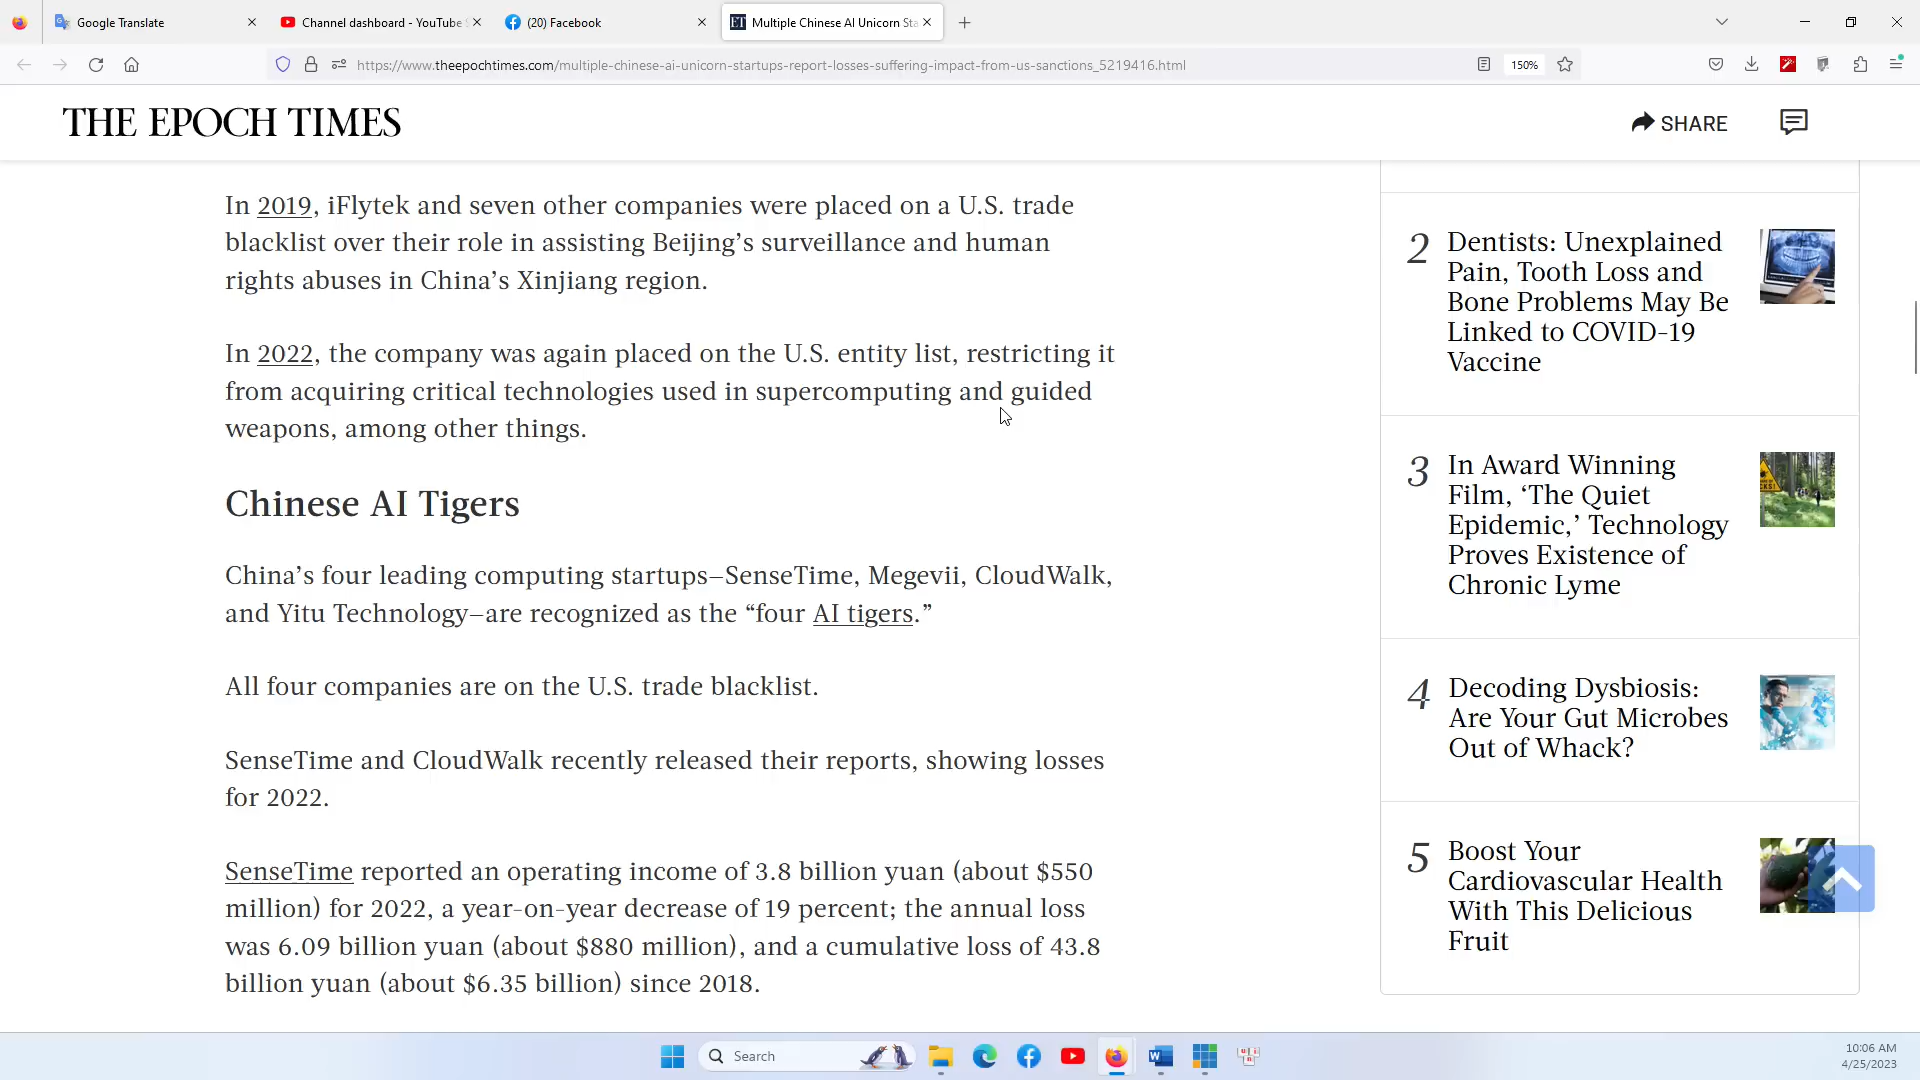 Google Translate
Channel dashboard - YouTube
(20) Facebook
Multiple Chinese AI Unicorn Sta
https://www.theepochtimes.com/multiple-chinese-ai-unicorn-startups-report-losses-suffering-impact-from-us-sanctions_5219416.html
150%
THE EPOCH TIMES
SHARE
In 2019, iFlytek and seven other companies were placed on a U.S. trade
blacklist over their role in assisting Beijing’s surveillance and human
rights abuses in China’s Xinjiang region.
In 2022, the company was again placed on the U.S. entity list, restricting it
from acquiring critical technologies used in supercomputing and guided
weapons, among other things.
Chinese AI Tigers
China’s four leading computing startups—SenseTime, Megevii, CloudWalk,
and Yitu Technology—are recognized as the “four AI tigers.”
All four companies are on the U.S. trade blacklist.
SenseTime and CloudWalk recently released their reports, showing losses
for 2022.
SenseTime reported an operating income of 3.8 billion yuan (about $550
million) for 2022, a year-on-year decrease of 19 percent; the annual loss
was 6.09 billion yuan (about $880 million), and a cumulative loss of 43.8
billion yuan (about $6.35 billion) since 2018.
2
Dentists: Unexplained
Pain, Tooth Loss and
Bone Problems May Be
Linked to COVID-19
Vaccine
3
In Award Winning
Film, ‘The Quiet
Epidemic,’ Technology
Proves Existence of
Chronic Lyme
4
Decoding Dysbiosis:
Are Your Gut Microbes
Out of Whack?
5
Boost Your
Cardiovascular Health
With This Delicious
Fruit
Search
10:06 AM
4/25/2023